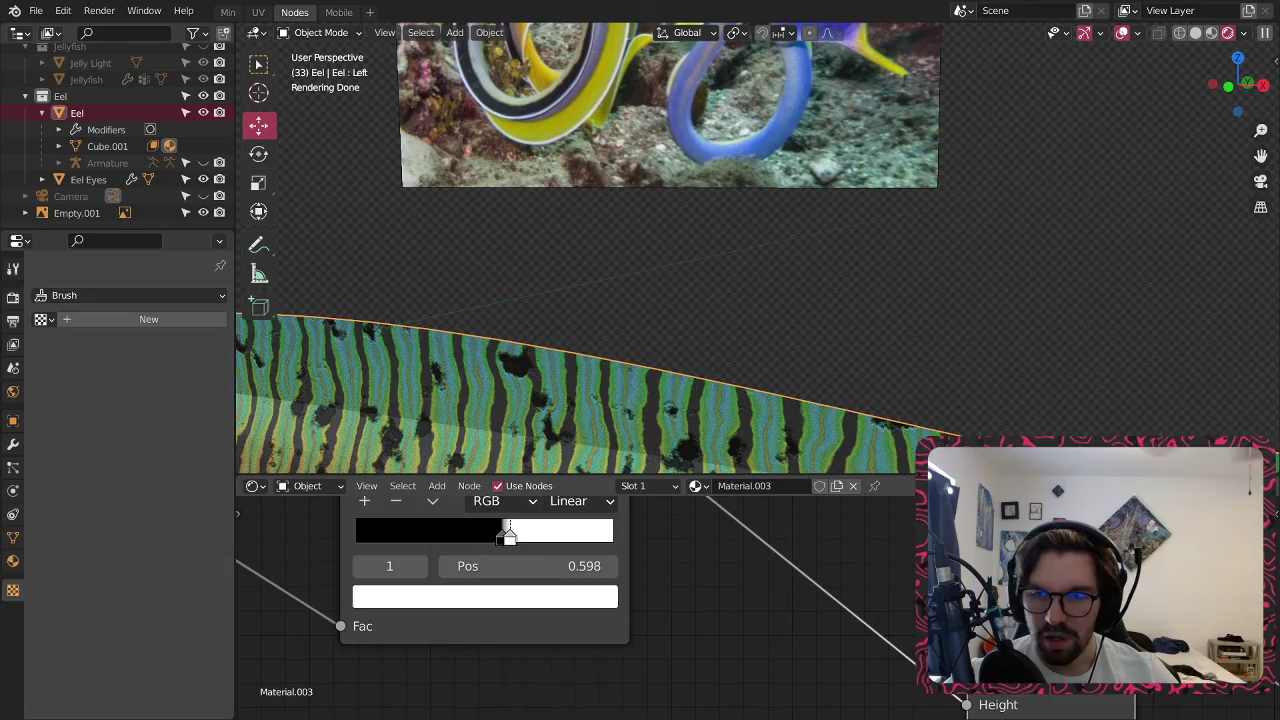 File Edit Render Window Help Min UV Nodes Mobile + Scene View Layer
Object Mode View Select Add Object Global
Jellyfish
Jelly Light
Jellyfish
Eel
Eel
Modifiers
Cube.001
Armature
Eel Eyes
Camera
Empty.001
User Perspective
(33) Eel | Eel : Left
Rendering Done
Z
Y
X
Brush
+ New
Object View Select Add Node Use Nodes Slot 1 Material.003
RGB Linear
1 Pos 0.598
Fac
Height
Material.003